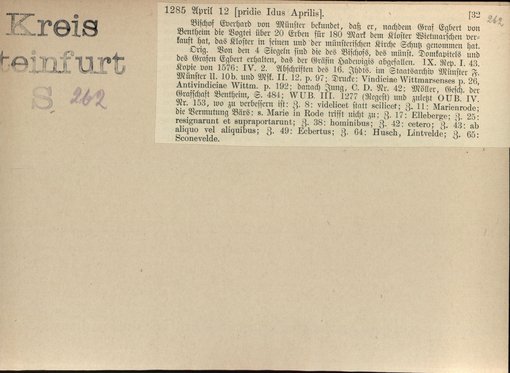 Kreis
teinfurt
S. 262
1285 April 12 [pridie Idus Aprilis].
[32
262
Bischof Everhard von Münster bekundet, daß er, nachdem Graf Egbert von
Bentheim die Vogtei über 20 Erben für 180 Mark dem Kloster Wietmarschen ver-
kauft hat, das Kloster in seinen und der münsterischen Kirche Schutz genommen hat.
Orig. Von den 4 Siegeln sind die des Bischofs, des münst. Domkapitels und
des Grafen Egbert erhalten, das der Gräfin Hadewigis abgefallen. IX. Rep. I. 43.
Kopie von 1576: IV. 2. Abschriften des 16. Jhdts. im Staatsarchiv Münster F.
Münster II. 10b. und Msk. II. 12. p. 97; Drucke: Vindiciae Wittmarsenses p. 26,
Antivindiciae Wittm. p. 192; danach Jung, C. D. Nr. 42; Möller, Gesch. der
Grafschaft Bentheim, S. 484; WUB. III. 1277 (Regest) und zuletzt OUB. IV.
Nr. 153, wo zu verbessern ist: Z. 8: videlicet statt scilicet; Z. 11: Marienrode;
die Vermutung Bärs: s. Marie in Rode trifft nicht zu; Z. 17: Elleberge; Z. 25:
resignarunt et supraportarunt; Z. 38: hominibus; Z. 42: cetero; Z. 43: ab
aliquo vel aliquibus; Z. 49: Ecbertus; Z. 64: Husch, Lintvelde; Z. 65:
Sconevelde.